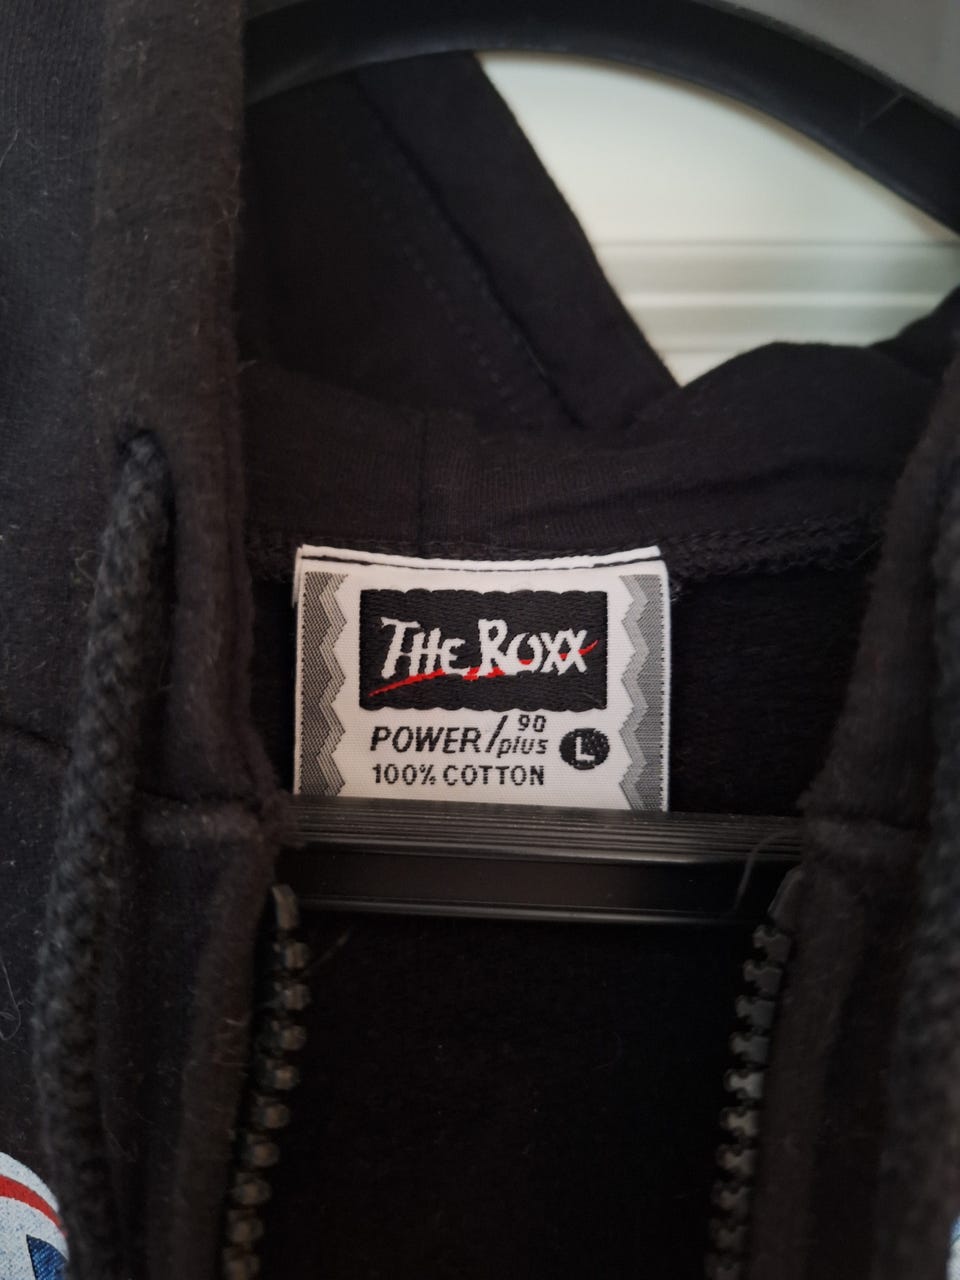 THE ROXX
POWER/90 plus L
100% COTTON